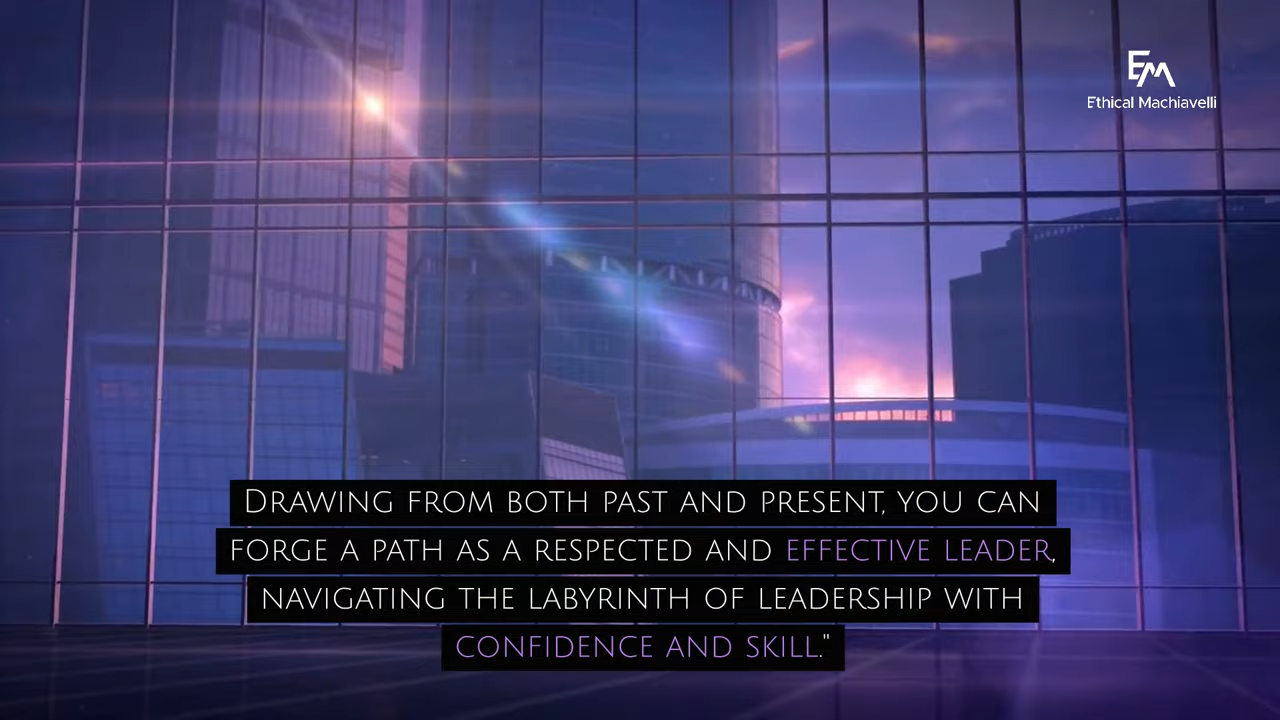 EM
Ethical Machiavelli
Drawing from both past and present, you can
forge a path as a respected and effective leader,
navigating the labyrinth of leadership with
confidence and skill."